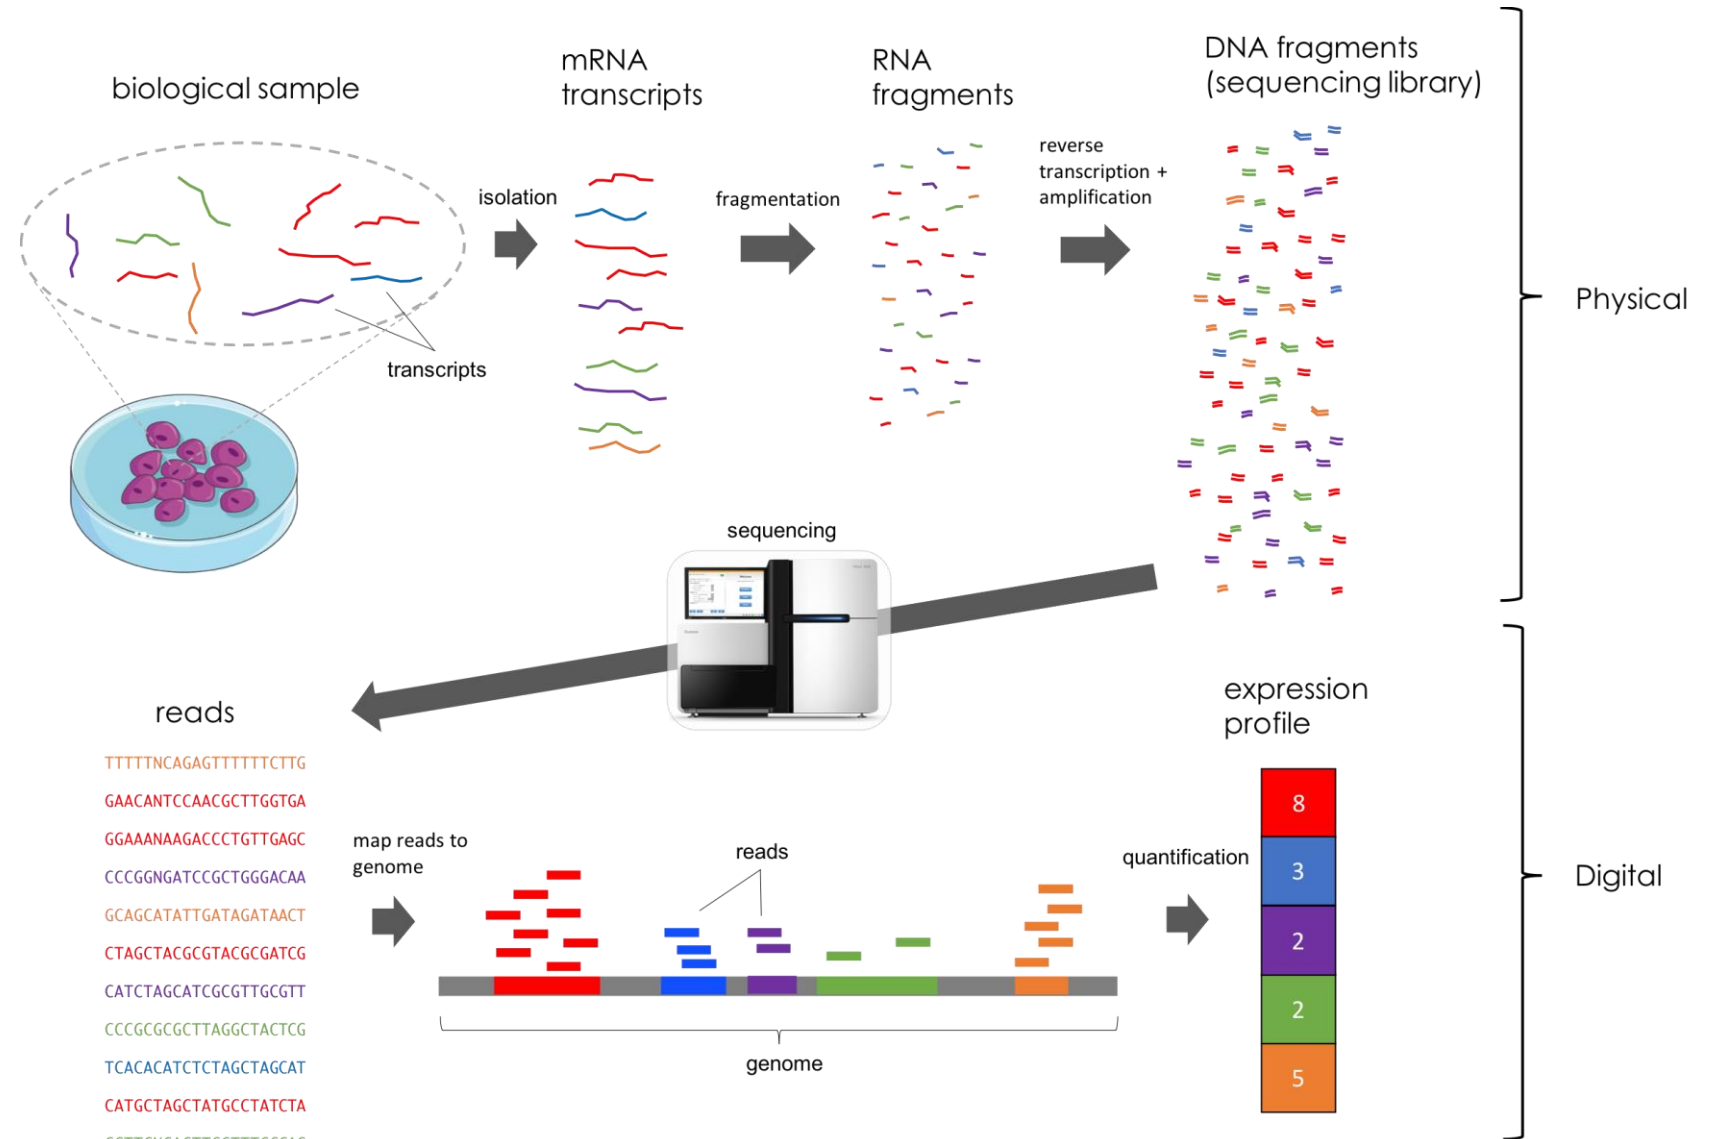 biological sample
mRNA
transcripts
RNA
fragments
DNA fragments
(sequencing library)
isolation
fragmentation
reverse
transcription +
amplification
transcripts
Physical
sequencing
reads
TTTTTNCAGAGTTTTTTCTTG
GAACANTCCAACGCTTGGTGA
GGAAANAAGACCCTGTTGAGC
CCCGGNGATCCGCTGGGACAA
GCAGCATATTGATAGATAACT
CTAGCTACGCGTACGCGATCG
CATCTAGCATCGCGTTGCGTT
CCCGCGCGCTTAGGCTACTCG
TCACACATCTCTAGCTAGCAT
CATGCTAGCTATGCCTATCTA
map reads to
genome
reads
genome
quantification
expression
profile
8
3
2
2
5
Digital